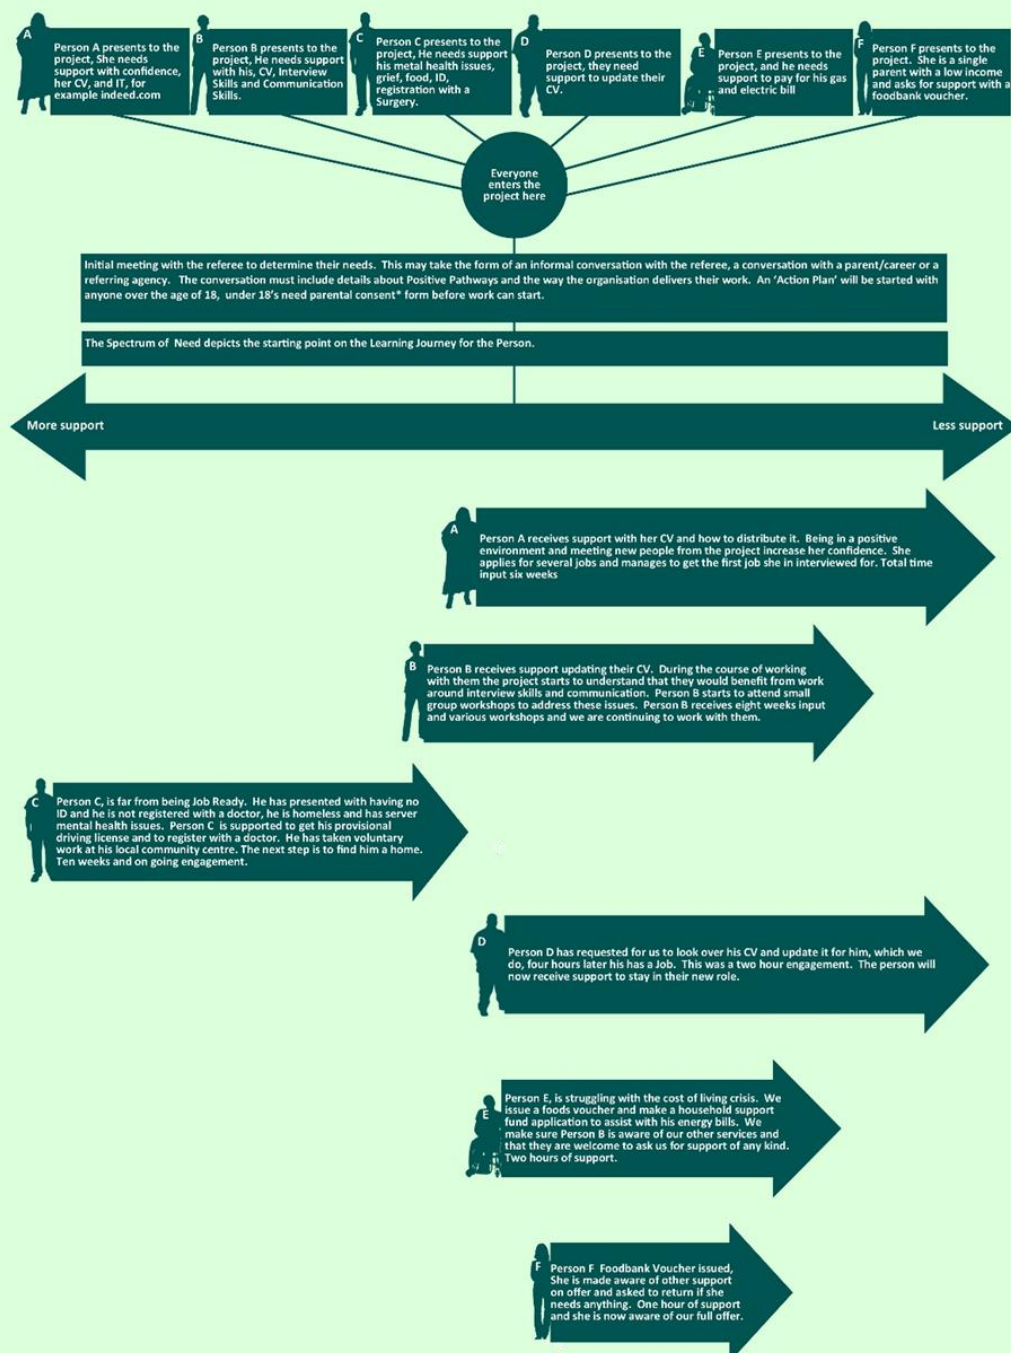 A
Person A presents to the
project, She needs
support with confidence,
her CV, and IT, for
example indeed.com
B
Person B presents to the
project, He needs support
with his, CV, Interview
Skills and Communication
Skills.
C
Person C presents to the
project, He needs support
his metal health issues,
grief, food, ID,
registration with a
Surgery.
D
Person D presents to the
project, they need
support to update their
CV.
E
Person E presents to the
project, and he needs
support to pay for his gas
and electric bill
F
Person F presents to the
project. She is a single
parent with a low income
and asks for support with a
foodbank voucher.
Everyone
enters the
project here
Initial meeting with the referee to determine their needs. This may take the form of an informal conversation with the referee, a conversation with a parent/career or a
referring agency. The conversation must include details about Positive Pathways and the way the organisation delivers their work. An ‘Action Plan’ will be started with
anyone over the age of 18, under 18’s need parental consent* form before work can start.
The Spectrum of Need depicts the starting point on the Learning Journey for the Person.
More support
Less support
A
Person A receives support with her CV and how to distribute it. Being in a positive
environment and meeting new people from the project increase her confidence. She
applies for several jobs and manages to get the first job she in interviewed for. Total time
input six weeks
B
Person B receives support updating their CV. During the course of working
with them the project starts to understand that they would benefit from work
around interview skills and communication. Person B starts to attend small
group workshops to address these issues. Person B receives eight weeks input
and various workshops and we are continuing to work with them.
C
Person C, is far from being Job Ready. He has presented with having no
ID and he is not registered with a doctor, he is homeless and has server
mental health issues. Person C is supported to get his provisional
driving license and to register with a doctor. He has taken voluntary
work at his local community centre. The next step is to find him a home.
Ten weeks and on going engagement.
D
Person D has requested for us to look over his CV and update it for him, which we
do, four hours later his has a Job. This was a two hour engagement. The person will
now receive support to stay in their new role.
E
Person E, is struggling with the cost of living crisis. We
issue a foods voucher and make a household support
fund application to assist with his energy bills. We
make sure Person B is aware of our other services and
that they are welcome to ask us for support of any kind.
Two hours of support.
F
Person F Foodbank Voucher issued,
She is made aware of other support
on offer and asked to return if she
needs anything. One hour of support
and she is now aware of our full offer.